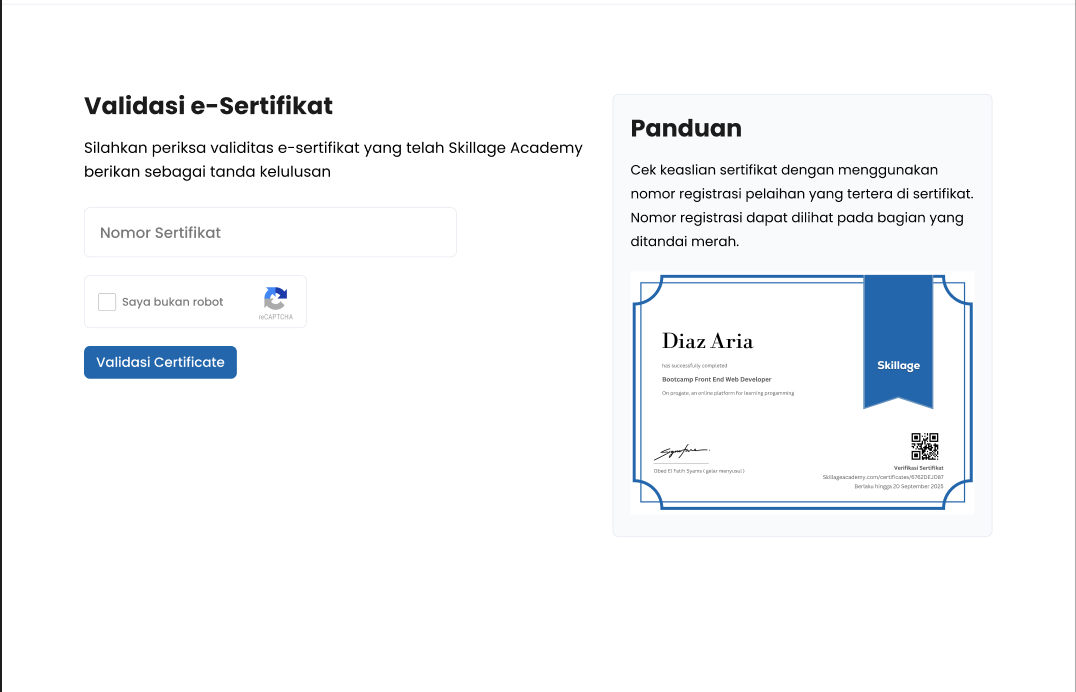 Validasi e-Sertifikat
Silahkan periksa validitas e-sertifikat yang telah Skillage Academy
berikan sebagai tanda kelulusan
Nomor Sertifikat
Saya bukan robot
reCAPTCHA
Validasi Certificate
Panduan
Cek keaslian sertifikat dengan menggunakan
nomor registrasi pelaihan yang tertera di sertifikat.
Nomor registrasi dapat dilihat pada bagian yang
ditandai merah.
Diaz Aria
has successfully completed
Bootcamp Front End Web Developer
On progate, an online platform for learning progamming
Skillage
Signature
Obed El Fatih Syams ( gelar menyusul )
Verifikasi Sertifikat
Skillageacademy.com/certificates/6762DEJD87
Berlaku hingga 20 September 2025